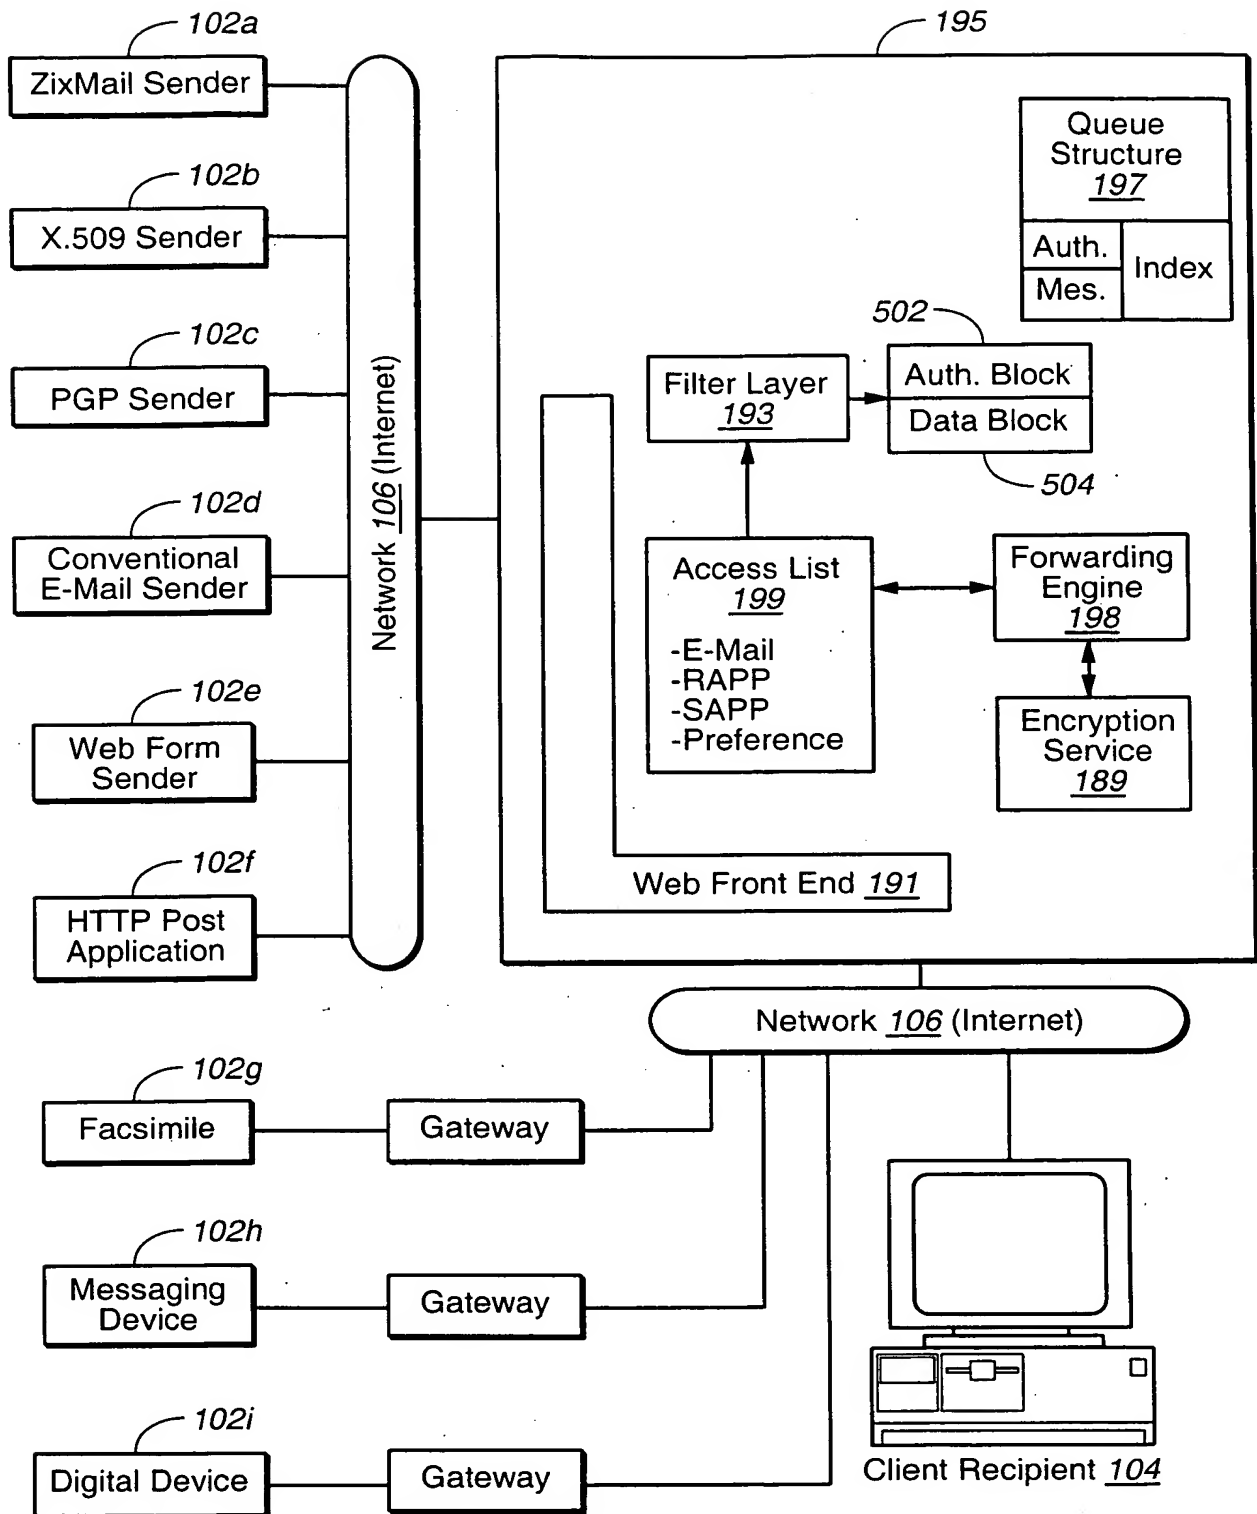 102a
ZixMail Sender
102b
X.509 Sender
102c
PGP Sender
102d
Conventional
E-Mail Sender
102e
Web Form
Sender
102f
HTTP Post
Application
Network 106 (Internet)
195
Queue
Structure
197
Auth.
Mes.
Index
502
Filter Layer
193
Auth. Block
Data Block
504
Access List
199
-E-Mail
-RAPP
-SAPP
-Preference
Forwarding
Engine
198
Encryption
Service
189
Web Front End 191
Network 106 (Internet)
102g
Facsimile
Gateway
102h
Messaging
Device
Gateway
102i
Digital Device
Gateway
Client Recipient 104